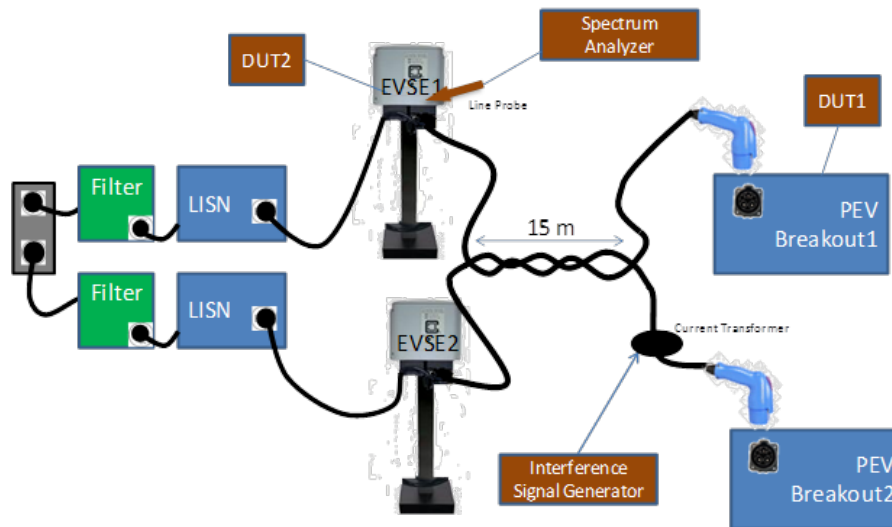 Spectrum
Analyzer
DUT2
EVSE1
Line Probe
DUT1
Filter
LISN
15 m
PEV
Breakout1
Filter
LISN
EVSE2
Current Transformer
Interference
Signal Generator
PEV
Breakout2